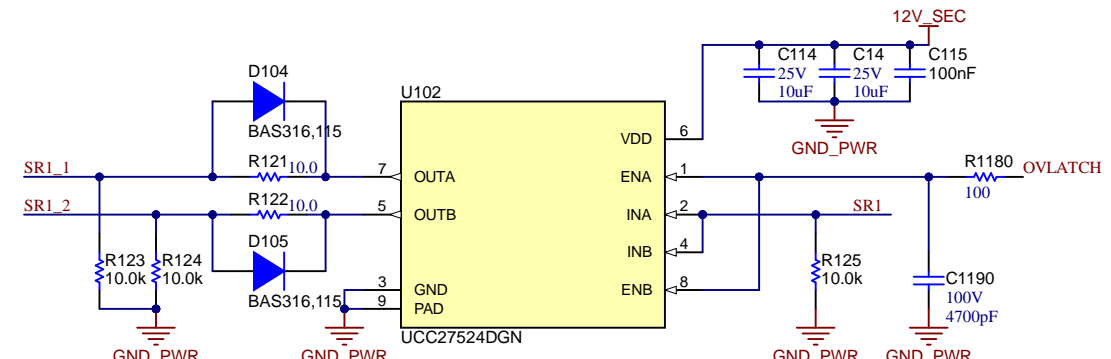 12V_SEC
C114
25V
10uF
C14
25V
10uF
C115
100nF
GND_PWR
D104
BAS316,115
U102
VDD
6
SR1_1
R121
10.0
7
OUTA
ENA
1
R1180
100
OVLATCH
SR1_2
R122
10.0
5
OUTB
INA
2
SR1
D105
BAS316,115
INB
4
R123
10.0k
R124
10.0k
3
GND
ENB
8
9
PAD
R125
10.0k
C1190
100V
4700pF
UCC27524DGN
GND_PWR
GND_PWR
GND_PWR
GND_PWR